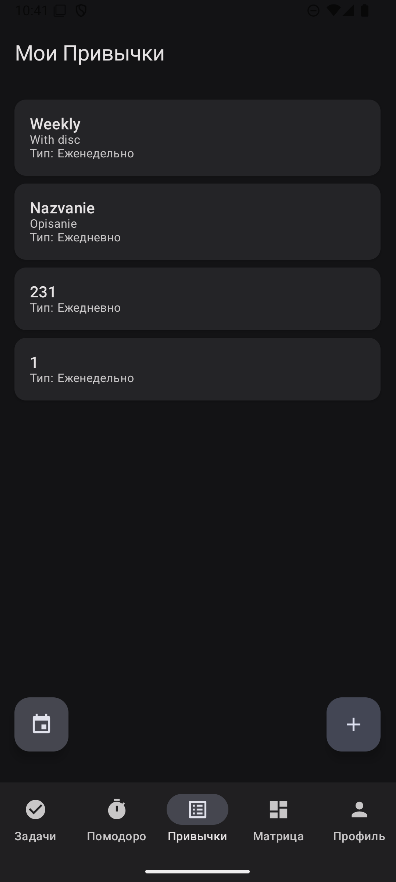 10:41
Мои Привычки
Weekly
With disc
Тип: Еженедельно
Nazvanie
Opisanie
Тип: Ежедневно
231
Тип: Ежедневно
1
Тип: Еженедельно
Задачи
Помодоро
Привычки
Матрица
Профиль